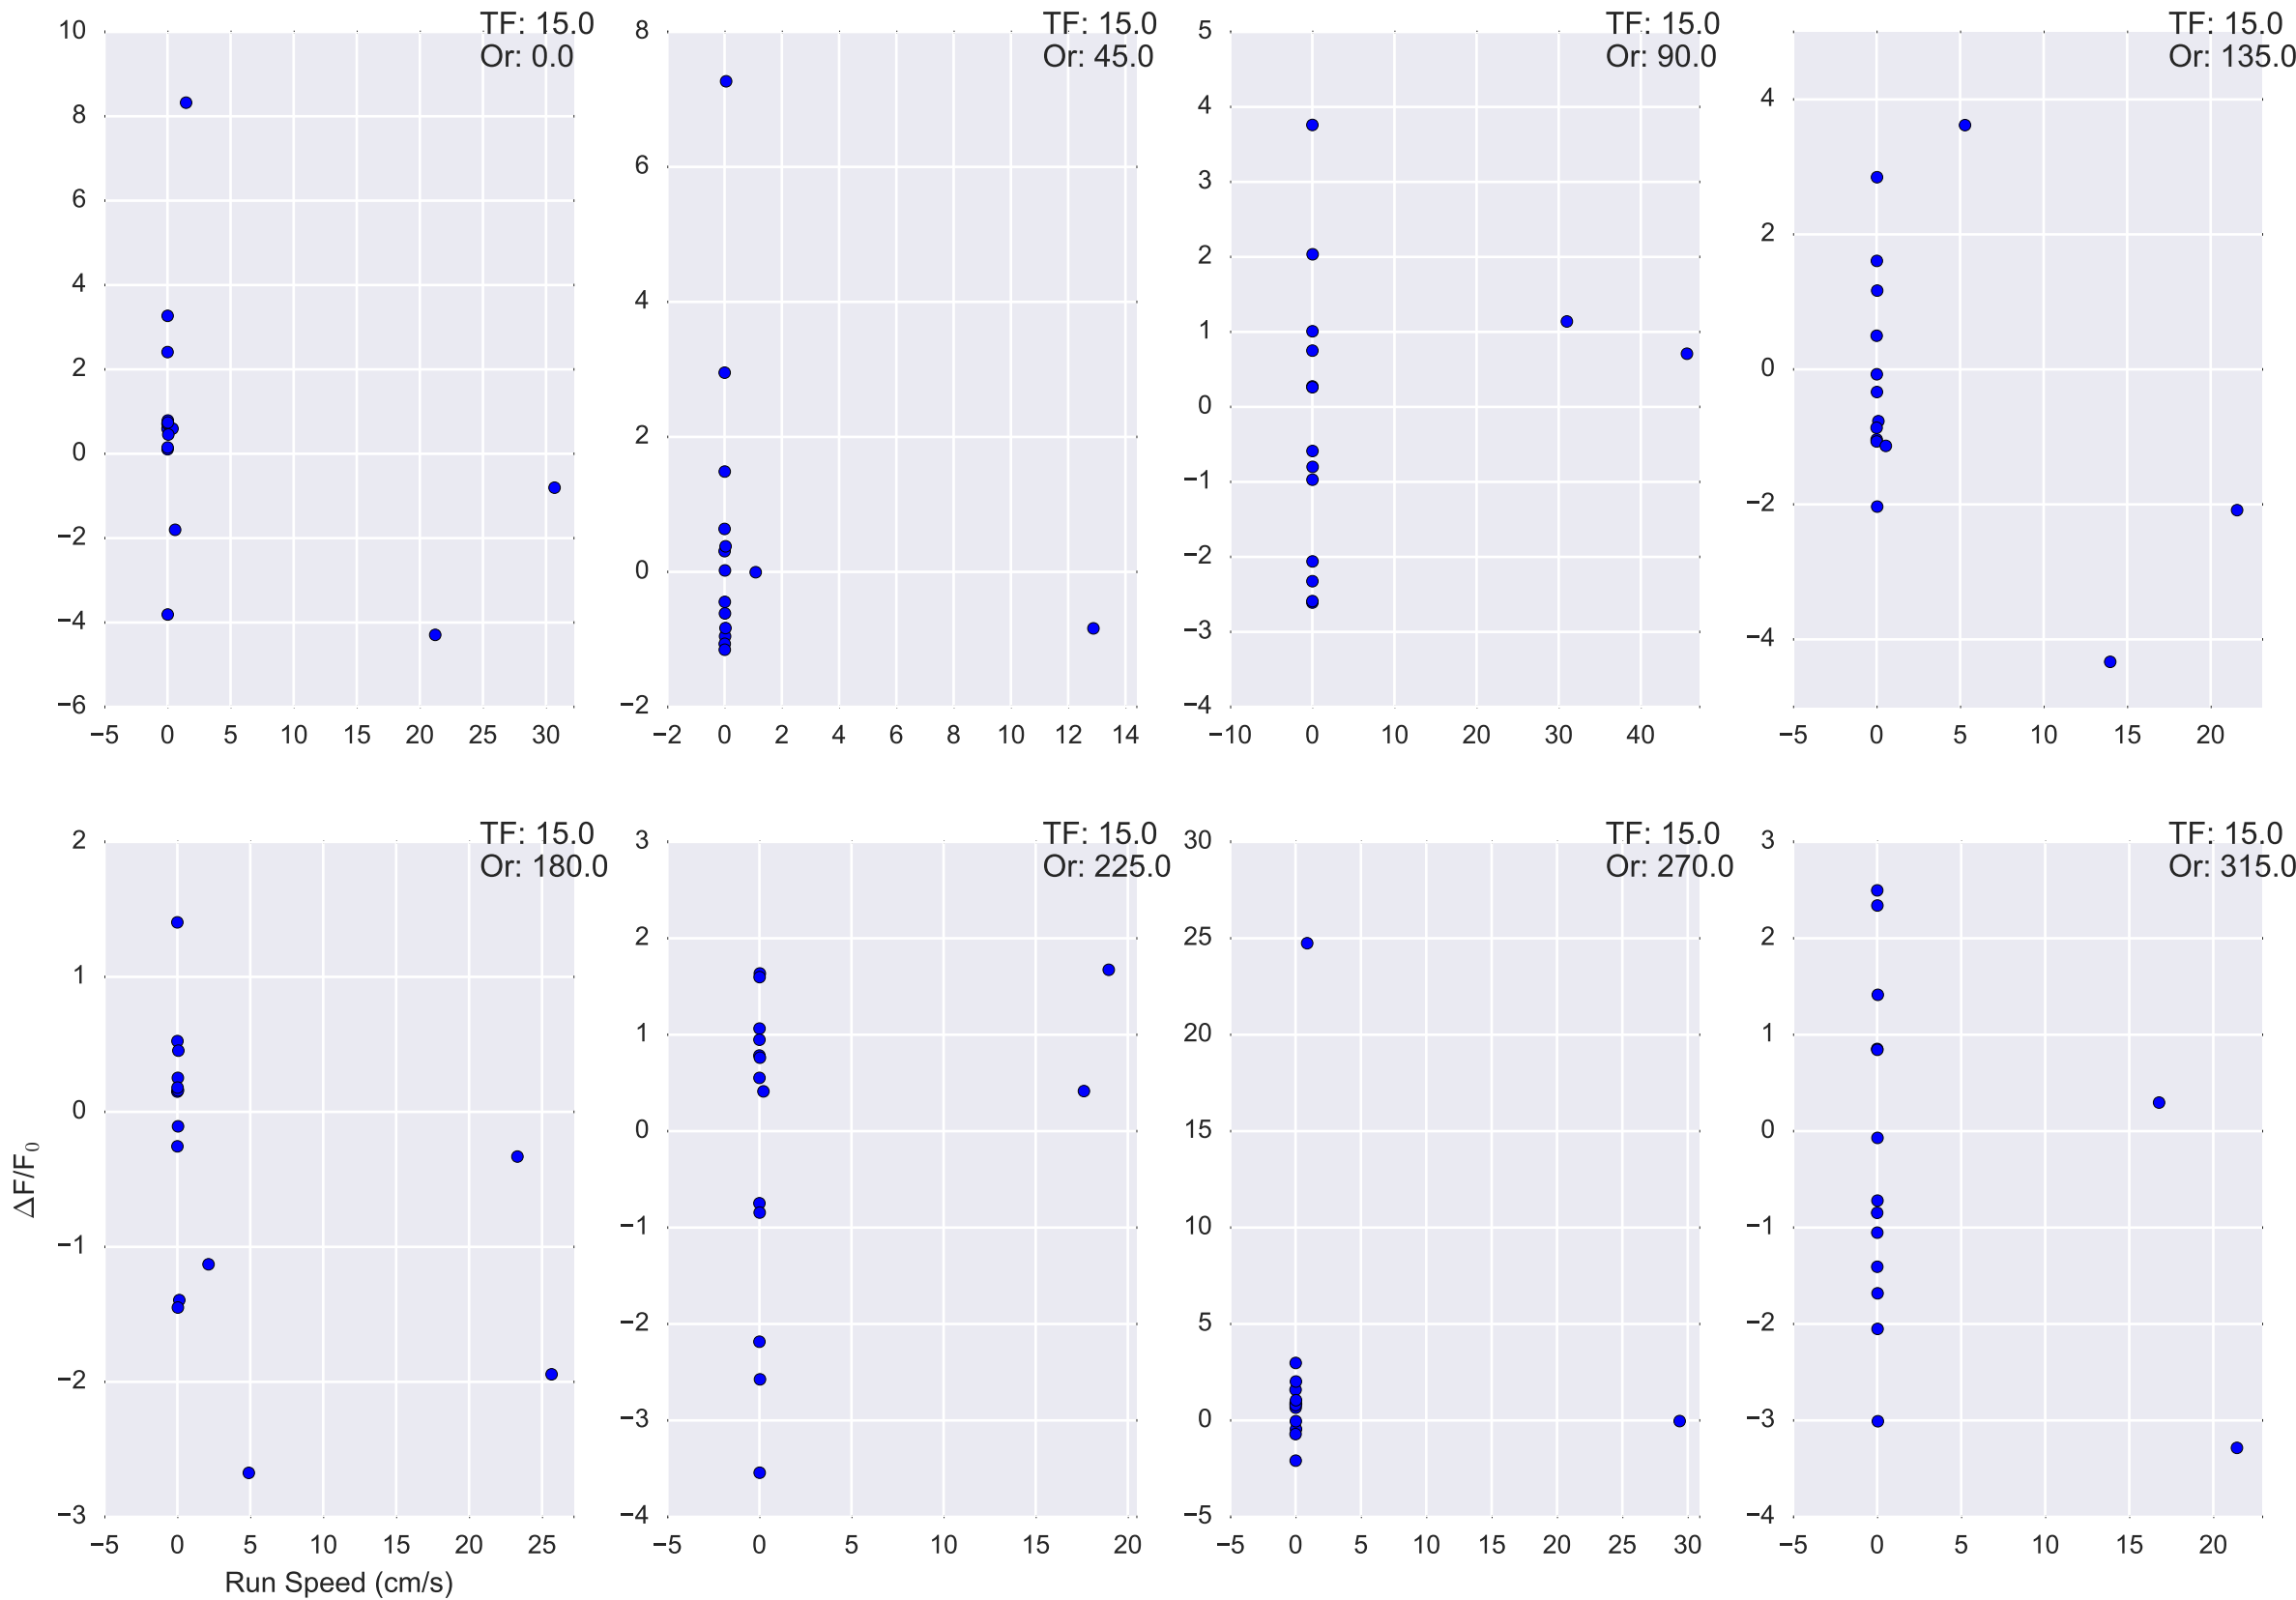 TF: 15.0
Or: 0.0
10
8
6
4
2
0
−2
−4
−6
−5 0 5 10 15 20 25 30
TF: 15.0
Or: 45.0
8
6
4
2
0
−2
−2 0 2 4 6 8 10 12 14
TF: 15.0
Or: 90.0
5
4
3
2
1
0
−1
−2
−3
−4
−10 0 10 20 30 40
TF: 15.0
Or: 135.0
4
2
0
−2
−4
−5 0 5 10 15 20
TF: 15.0
Or: 180.0
2
1
0
−1
−2
−3
ΔF/F₀
−5 0 5 10 15 20 25
Run Speed (cm/s)
TF: 15.0
Or: 225.0
3
2
1
0
−1
−2
−3
−4
−5 0 5 10 15 20
TF: 15.0
Or: 270.0
30
25
20
15
10
5
0
−5
−5 0 5 10 15 20 25 30
TF: 15.0
Or: 315.0
3
2
1
0
−1
−2
−3
−4
−5 0 5 10 15 20